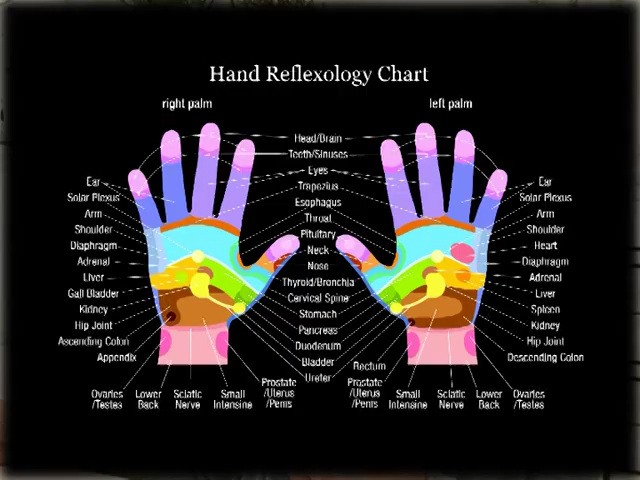 Hand Reflexology Chart
right palm
left palm
Head/Brain
Teeth/Sinuses
Eyes
Trapezius
Esophagus
Throat
Pituitary
Neck
Nose
Thyroid/Bronchia
Cervical Spine
Stomach
Pancreas
Duodenum
Bladder
Ureter
Ear
Solar Plexus
Arm
Shoulder
Diaphragm
Adrenal
Liver
Gall Bladder
Kidney
Hip Joint
Ascending Colon
Appendix
Ear
Solar Plexus
Arm
Shoulder
Heart
Diaphragm
Adrenal
Liver
Spleen
Kidney
Hip Joint
Descending Colon
Rectum
Ovaries
/Testes
Lower
Back
Sciatic
Nerve
Small
Intensine
Prostate
/Uterus
/Penis
Prostate
/Uterus
/Penis
Small
Intensine
Sciatic
Nerve
Lower
Back
Ovaries
/Testes